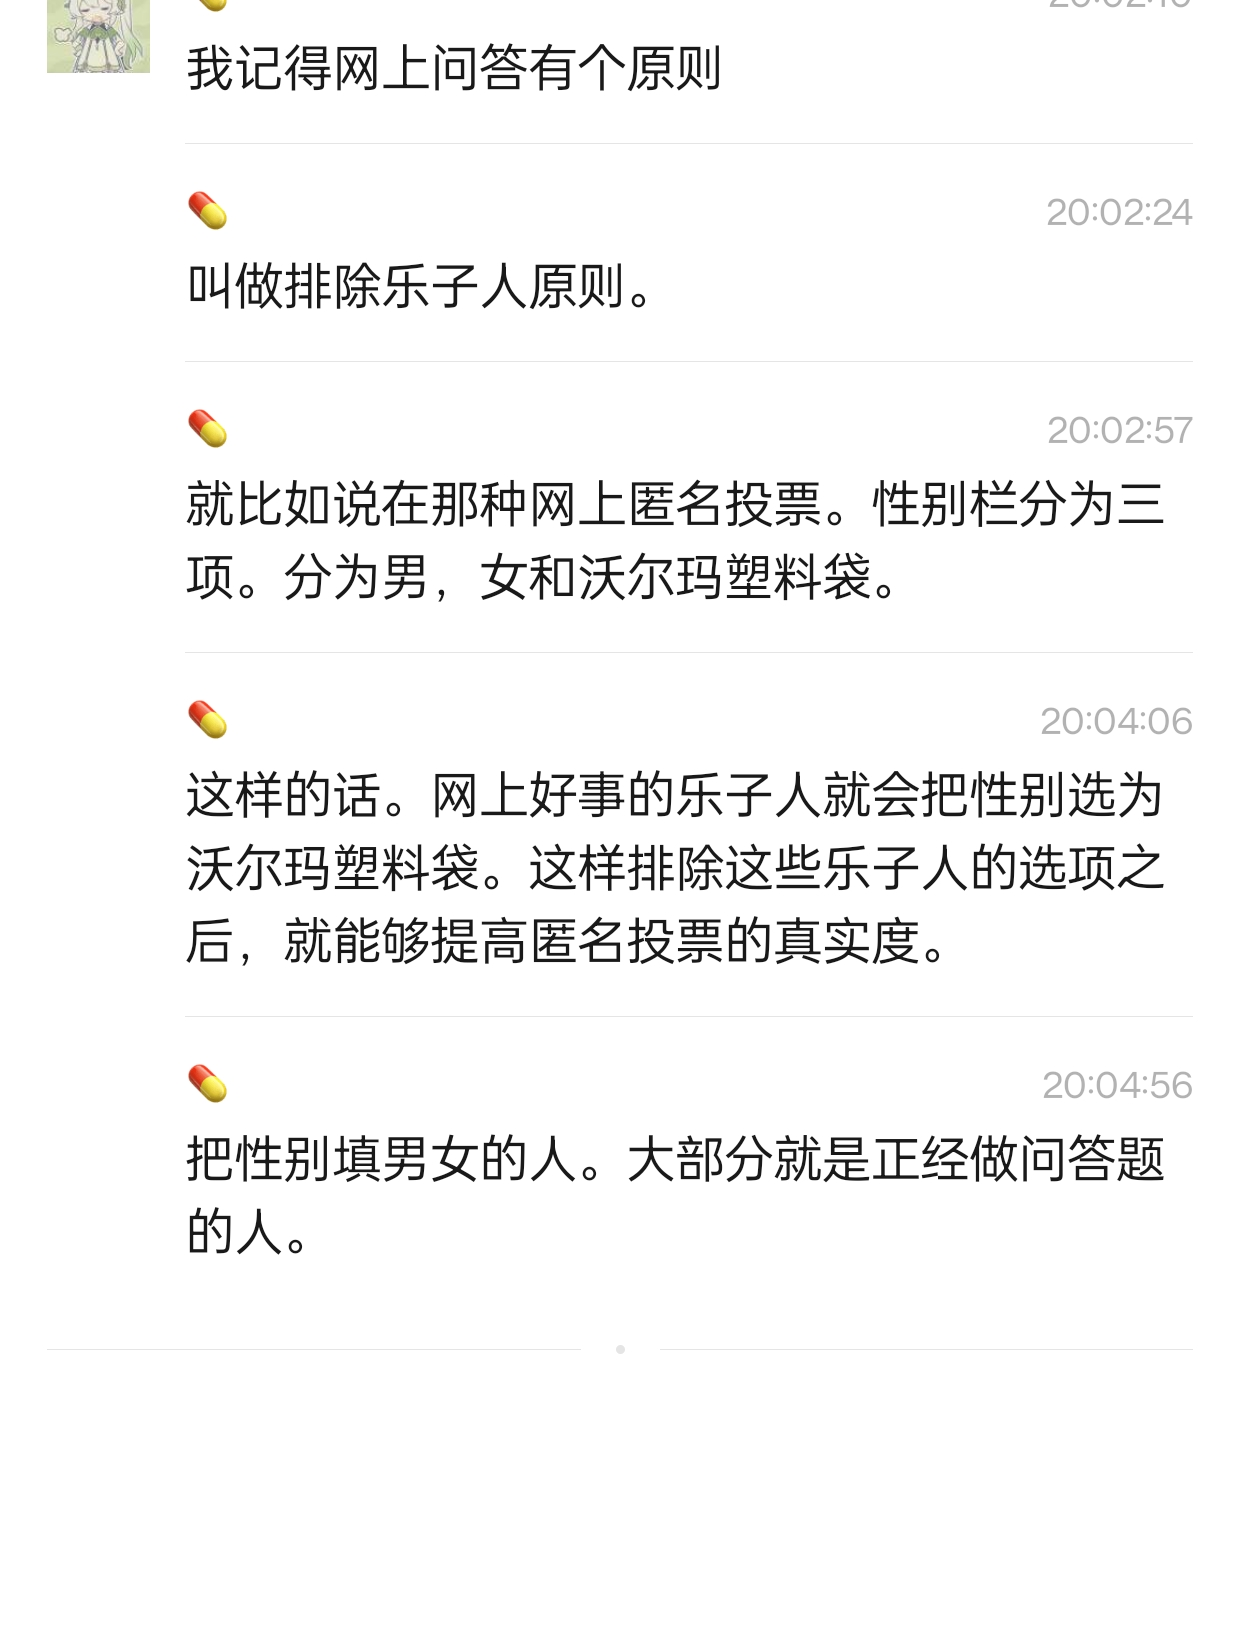 我记得网上问答有个原则
20:02:24
叫做排除乐子人原则。
20:02:57
就比如说在那种网上匿名投票。性别栏分为三
项。分为男，女和沃尔玛塑料袋。
20:04:06
这样的话。网上好事的乐子人就会把性别选为
沃尔玛塑料袋。这样排除这些乐子人的选项之
后，就能够提高匿名投票的真实度。
20:04:56
把性别填男女的人。大部分就是正经做问答题
的人。